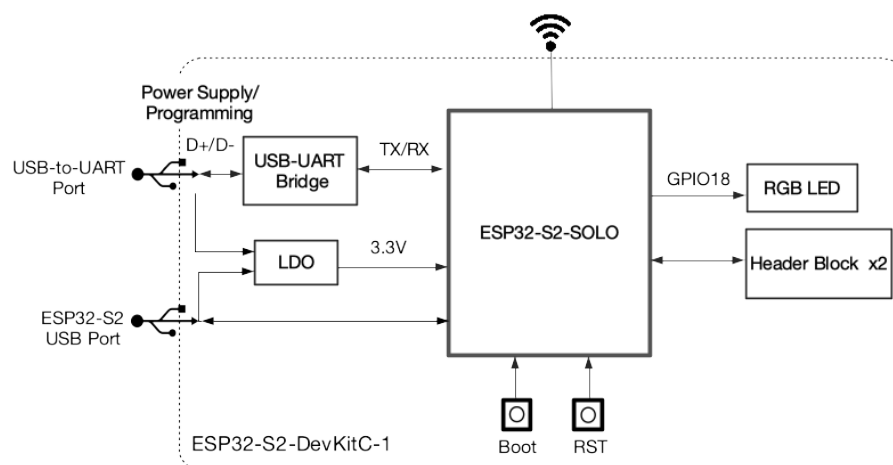 Power Supply/
Programming
D+/D-
USB-to-UART
Port
USB-UART
Bridge
TX/RX
GPIO18
RGB LED
ESP32-S2-SOLO
LDO
3.3V
Header Block x2
ESP32-S2
USB Port
ESP32-S2-DevKitC-1
Boot
RST